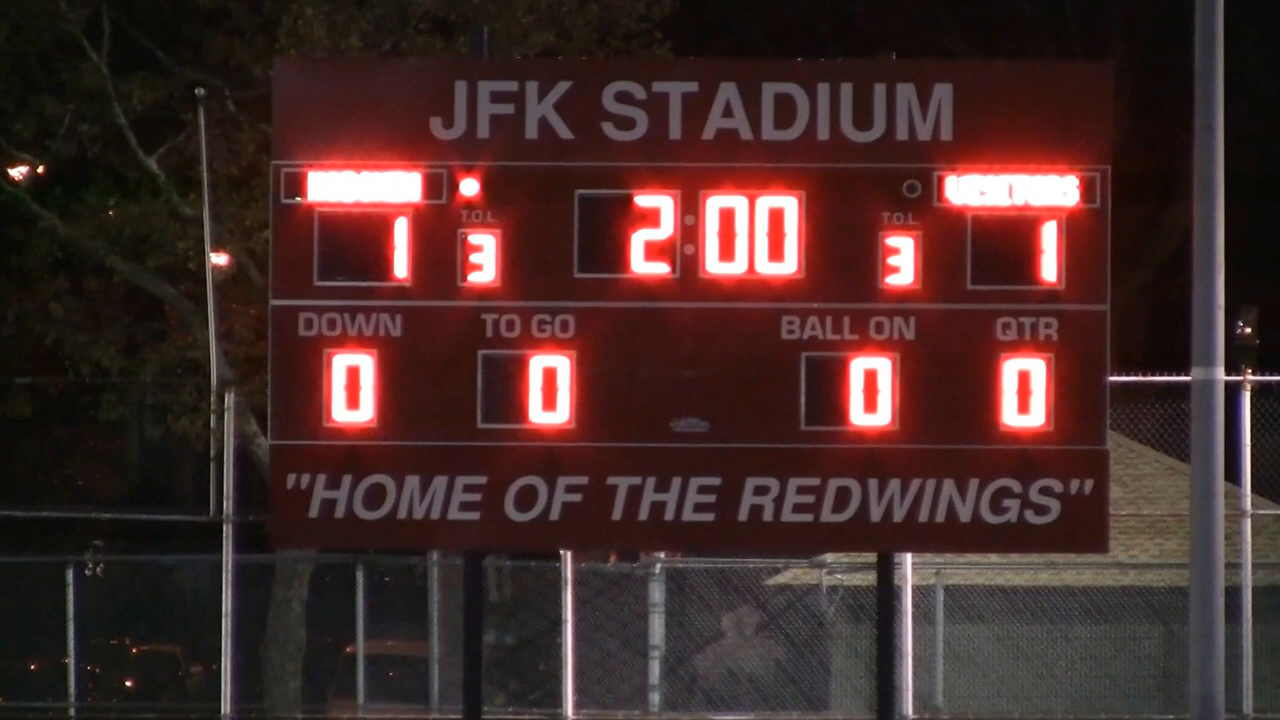 JFK STADIUM
VISITORS
T.O.L. T.O.L.
1 3 2:00 3 1
DOWN TO GO BALL ON QTR
0 0 0 0
"HOME OF THE REDWINGS"